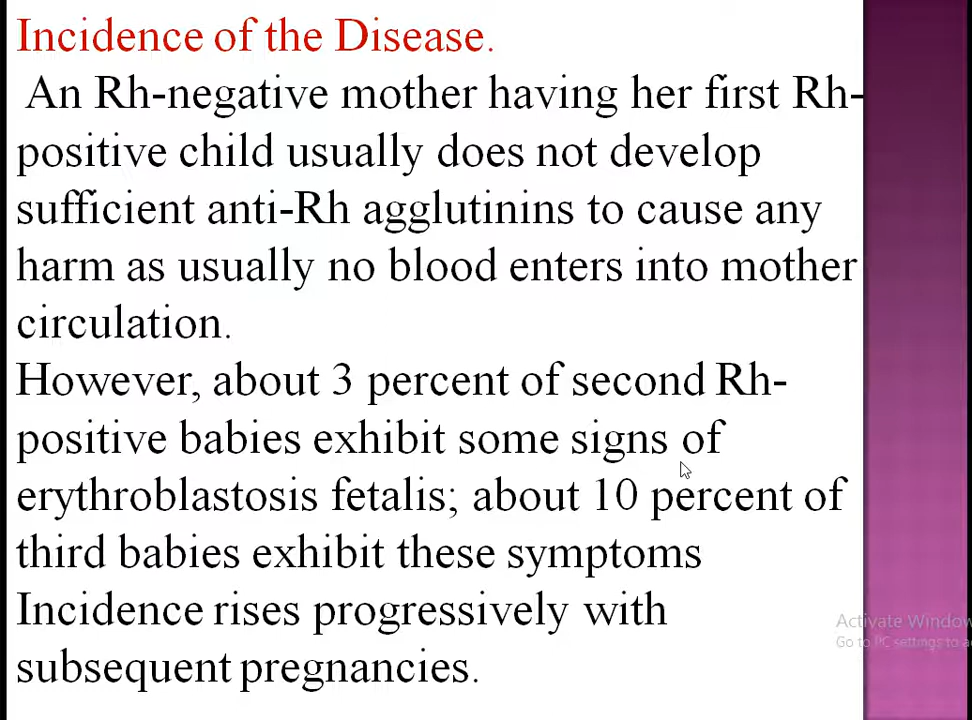 Incidence of the Disease.
An Rh-negative mother having her first Rh-
positive child usually does not develop
sufficient anti-Rh agglutinins to cause any
harm as usually no blood enters into mother
circulation.
However, about 3 percent of second Rh-
positive babies exhibit some signs of
erythroblastosis fetalis; about 10 percent of
third babies exhibit these symptoms
Incidence rises progressively with
subsequent pregnancies.
Activate Window
Go to PC settings to a